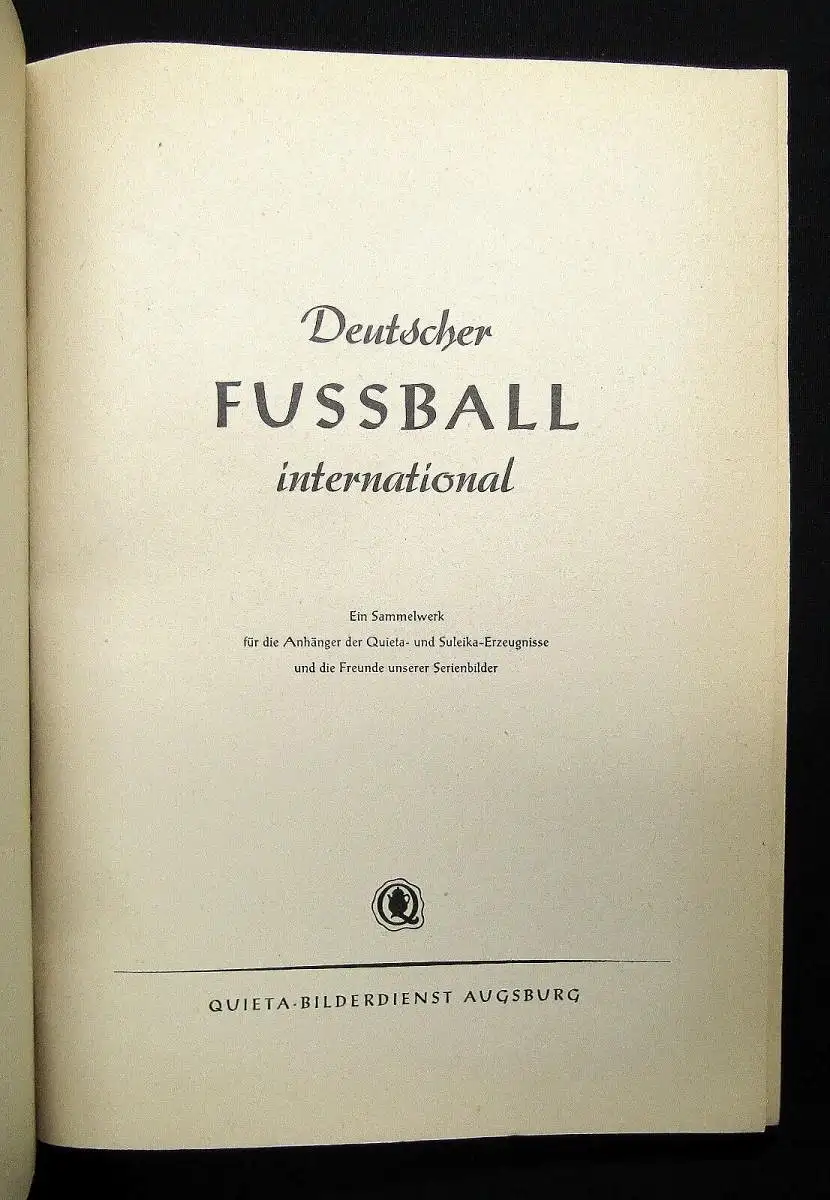 Deutscher
FUSSBALL
international
Ein Sammelwerk
für die Anhänger der Quieta- und Suleika-Erzeugnisse
und die Freunde unserer Serienbilder
Q
QUIETA-BILDERDIENST AUGSBURG